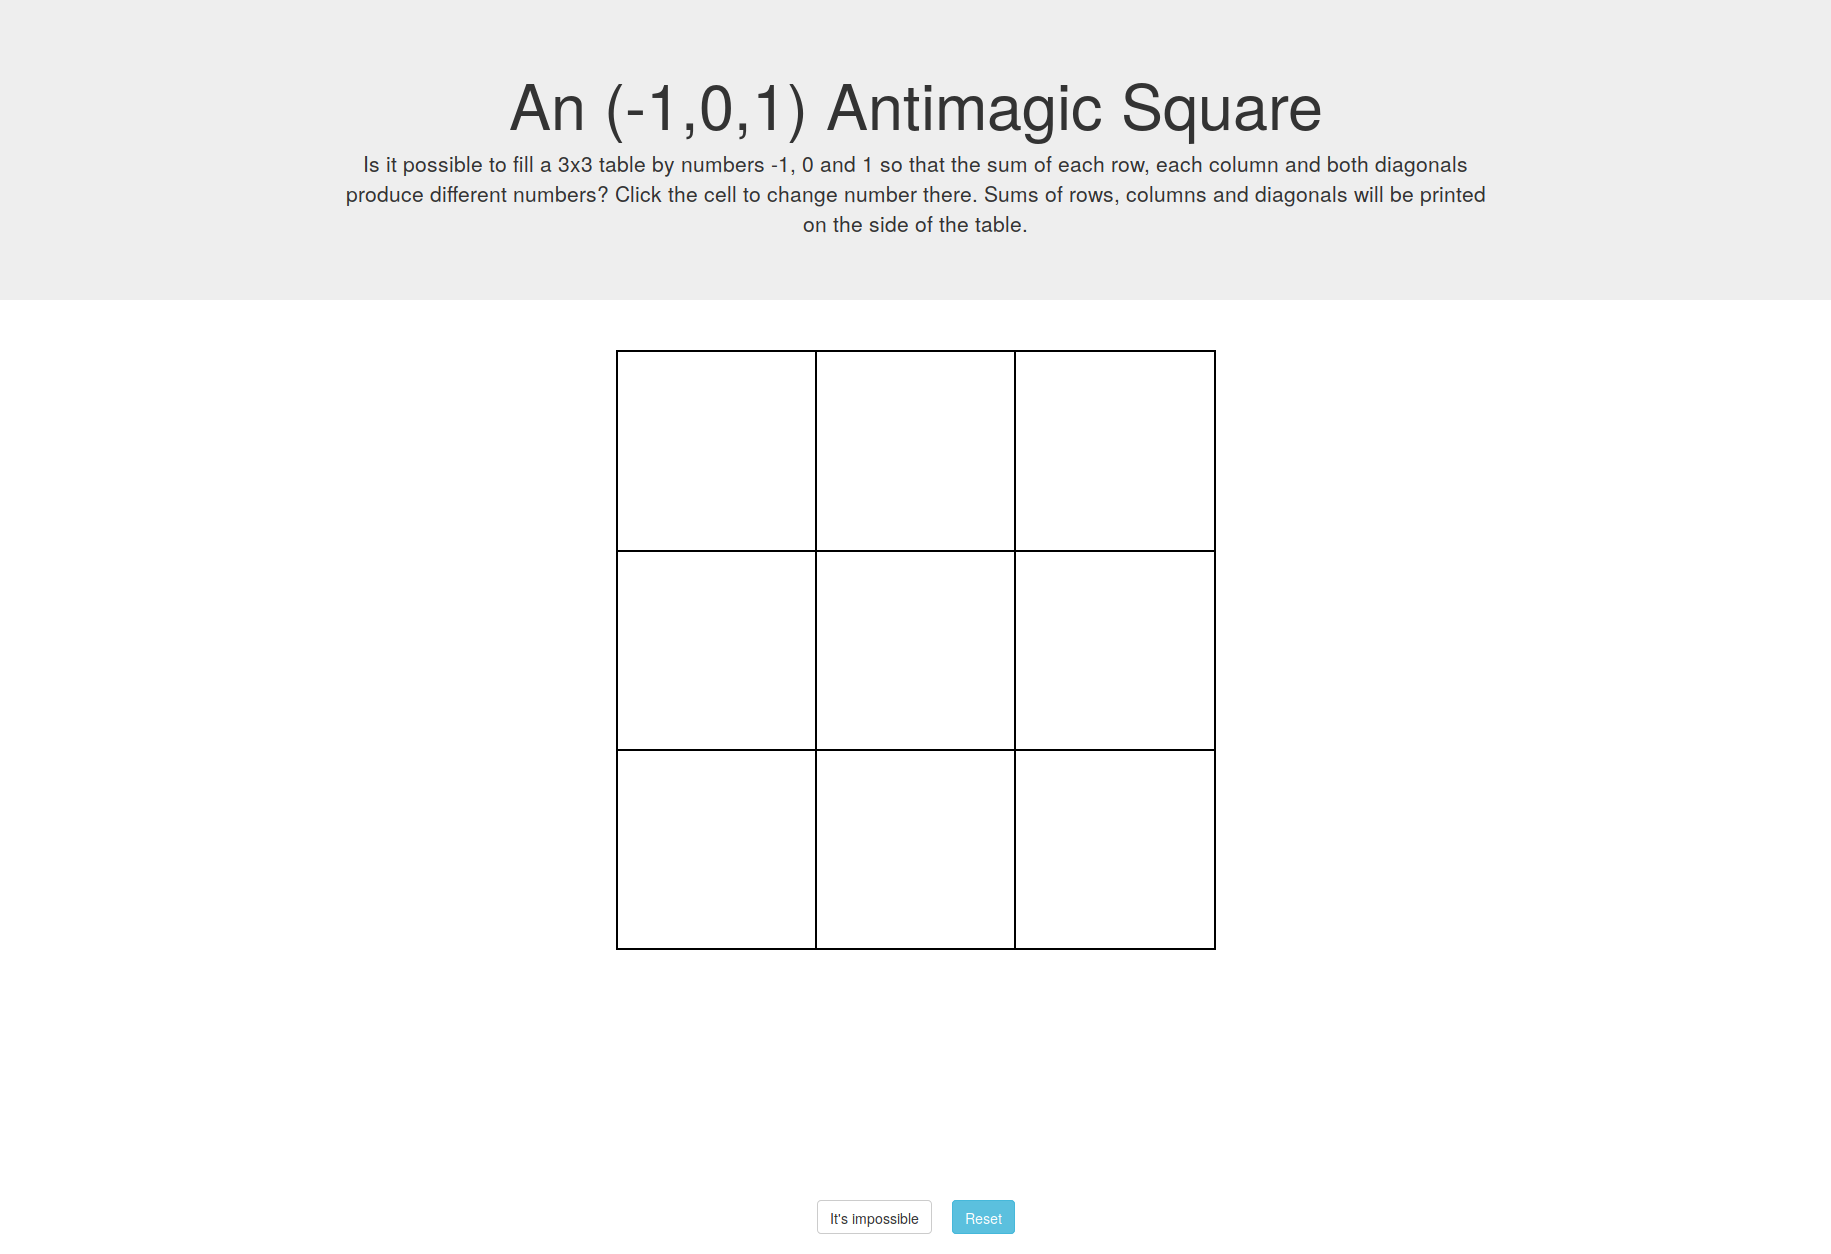 An (-1,0,1) Antimagic Square
Is it possible to fill a 3x3 table by numbers -1, 0 and 1 so that the sum of each row, each column and both diagonals
produce different numbers? Click the cell to change number there. Sums of rows, columns and diagonals will be printed
on the side of the table.
It's impossible
Reset